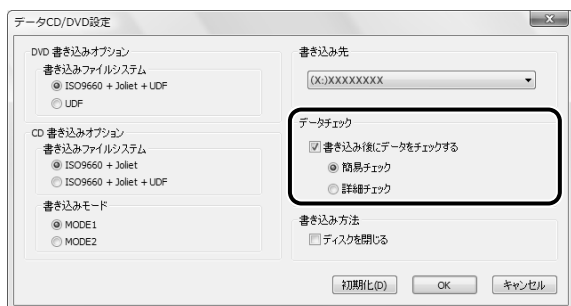 データCD/DVD設定
DVD 書き込みオプション
書き込みファイルシステム
ISO9660 + Joliet + UDF
UDF
CD 書き込みオプション
書き込みファイルシステム
ISO9660 + Joliet
ISO9660 + Joliet + UDF
書き込みモード
MODE1
MODE2
書き込み先
(X:)XXXXXXXX
データチェック
書き込み後にデータをチェックする
簡易チェック
詳細チェック
書き込み方法
ディスクを閉じる
初期化(D)
OK
キャンセル